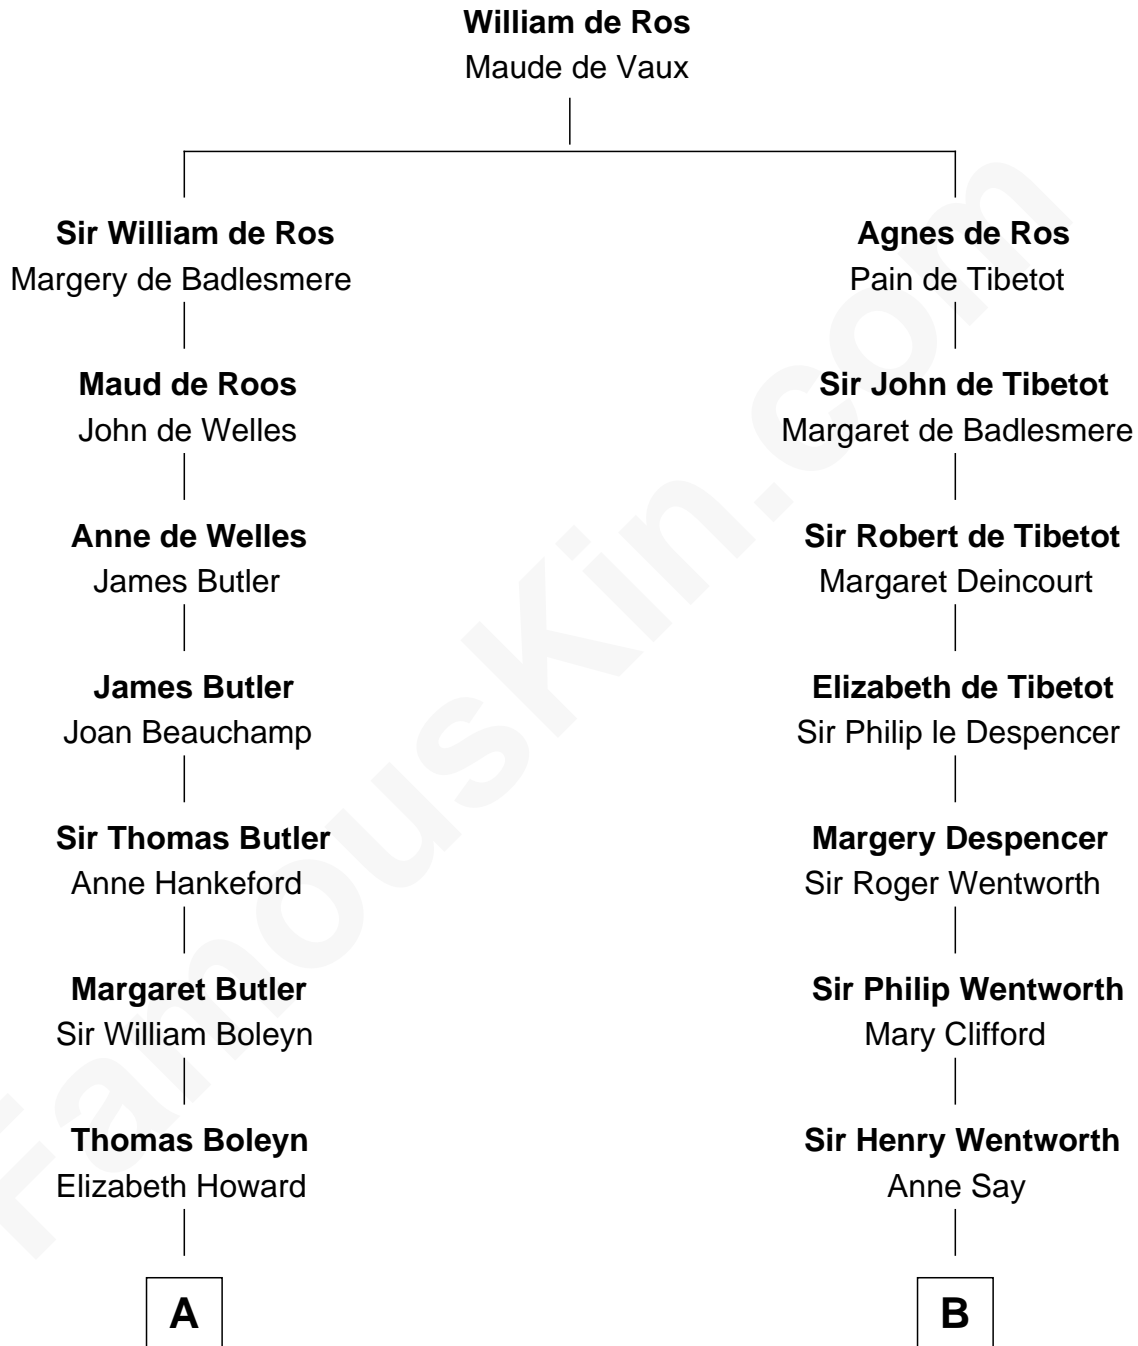 William de Ros
Maude de Vaux
Sir William de Ros
Margery de Badlesmere
Maud de Roos
John de Welles
Anne de Welles
James Butler
James Butler
Joan Beauchamp
Sir Thomas Butler
Anne Hankeford
Margaret Butler
Sir William Boleyn
Thomas Boleyn
Elizabeth Howard
A
Agnes de Ros
Pain de Tibetot
Sir John de Tibetot
Margaret de Badlesmere
Sir Robert de Tibetot
Margaret Deincourt
Elizabeth de Tibetot
Sir Philip le Despencer
Margery Despencer
Sir Roger Wentworth
Sir Philip Wentworth
Mary Clifford
Sir Henry Wentworth
Anne Say
B
FamousKin.com